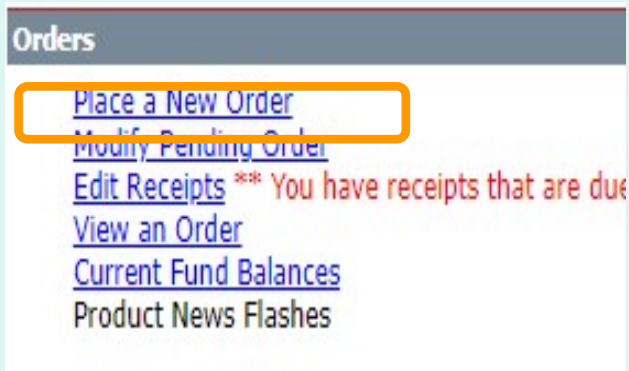 Orders
Place a New Order
Modify Pending Order
Edit Receipts ** You have receipts that are due
View an Order
Current Fund Balances
Product News Flashes